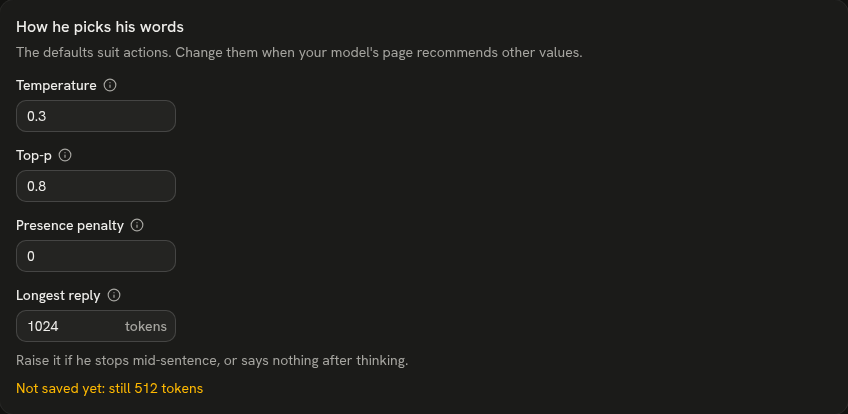 How he picks his words
The defaults suit actions. Change them when your model's page recommends other values.
Temperature
0.3
Top-p
0.8
Presence penalty
0
Longest reply
1024 tokens
Raise it if he stops mid-sentence, or says nothing after thinking.
Not saved yet: still 512 tokens